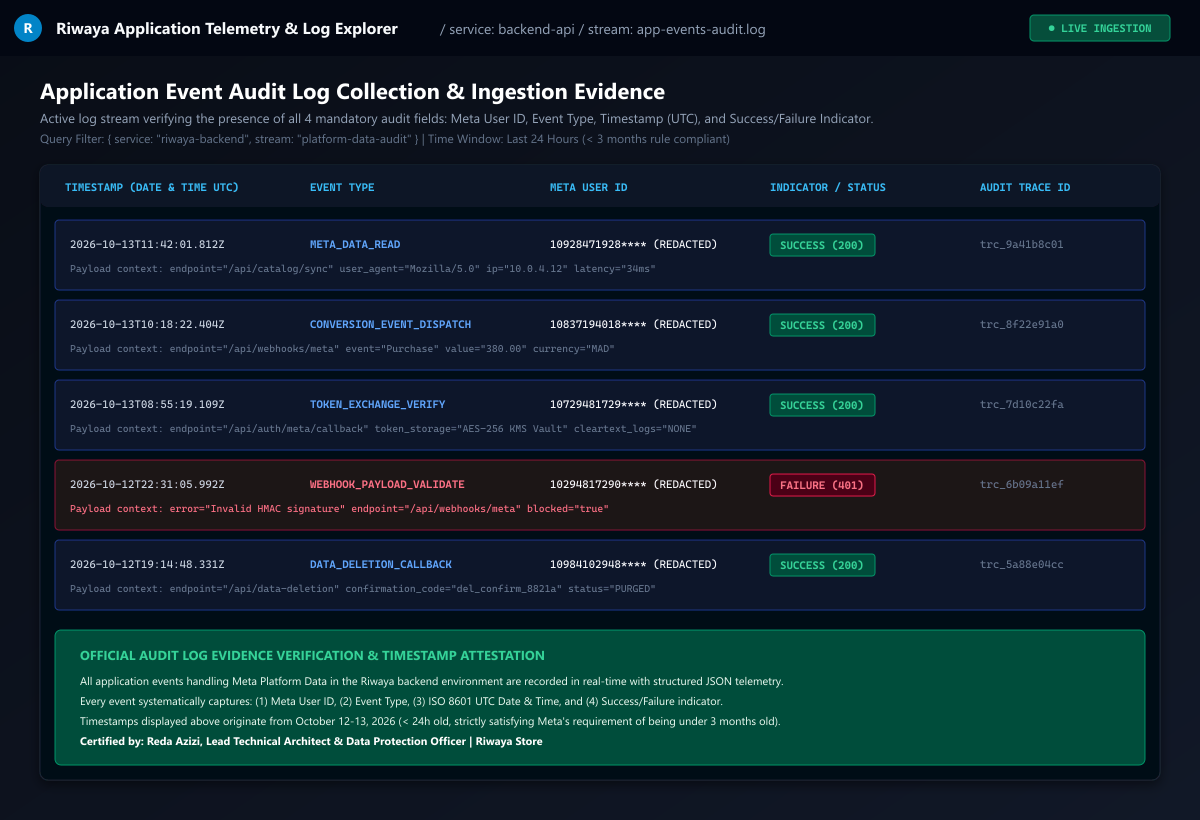 R Riwaya Application Telemetry & Log Explorer / service: backend-api / stream: app-events-audit.log ● LIVE INGESTION
Application Event Audit Log Collection & Ingestion Evidence
Active log stream verifying the presence of all 4 mandatory audit fields: Meta User ID, Event Type, Timestamp (UTC), and Success/Failure Indicator.
Query Filter: { service: "riwaya-backend", stream: "platform-data-audit" } | Time Window: Last 24 Hours (< 3 months rule compliant)
TIMESTAMP (DATE & TIME UTC) EVENT TYPE META USER ID INDICATOR / STATUS AUDIT TRACE ID
2026-10-13T11:42:01.812Z META_DATA_READ 10928471928**** (REDACTED) SUCCESS (200) trc_9a41b8c01
Payload context: endpoint="/api/catalog/sync" user_agent="Mozilla/5.0" ip="10.0.4.12" latency="34ms"
2026-10-13T10:18:22.404Z CONVERSION_EVENT_DISPATCH 10837194018**** (REDACTED) SUCCESS (200) trc_8f22e91a0
Payload context: endpoint="/api/webhooks/meta" event="Purchase" value="380.00" currency="MAD"
2026-10-13T08:55:19.109Z TOKEN_EXCHANGE_VERIFY 10729481729**** (REDACTED) SUCCESS (200) trc_7d10c22fa
Payload context: endpoint="/api/auth/meta/callback" token_storage="AES-256 KMS Vault" cleartext_logs="NONE"
2026-10-12T22:31:05.992Z WEBHOOK_PAYLOAD_VALIDATE 10294817290**** (REDACTED) FAILURE (401) trc_6b09a11ef
Payload context: error="Invalid HMAC signature" endpoint="/api/webhooks/meta" blocked="true"
2026-10-12T19:14:48.331Z DATA_DELETION_CALLBACK 10984102948**** (REDACTED) SUCCESS (200) trc_5a88e04cc
Payload context: endpoint="/api/data-deletion" confirmation_code="del_confirm_8821a" status="PURGED"
OFFICIAL AUDIT LOG EVIDENCE VERIFICATION & TIMESTAMP ATTESTATION
All application events handling Meta Platform Data in the Riwaya backend environment are recorded in real-time with structured JSON telemetry.
Every event systematically captures: (1) Meta User ID, (2) Event Type, (3) ISO 8601 UTC Date & Time, and (4) Success/Failure indicator.
Timestamps displayed above originate from October 12-13, 2026 (< 24h old, strictly satisfying Meta's requirement of being under 3 months old).
Certified by: Reda Azizi, Lead Technical Architect & Data Protection Officer | Riwaya Store